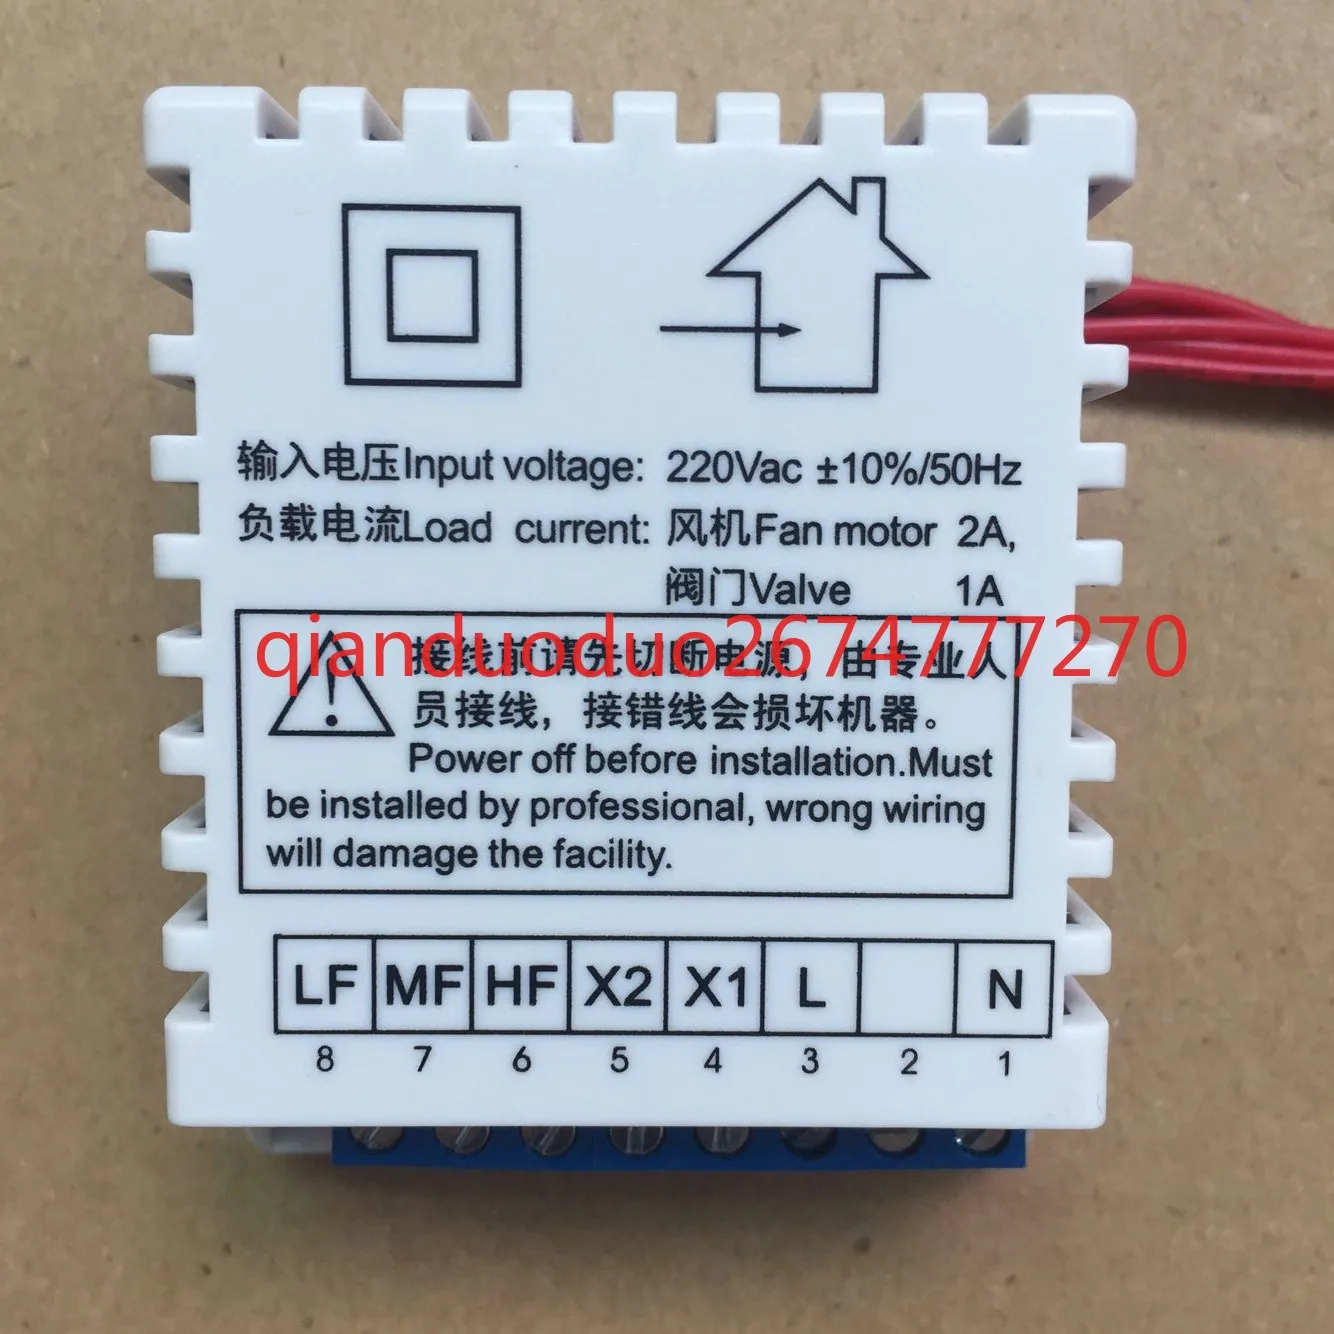 输入电压Input voltage: 220Vac ±10%/50Hz
负载电流Load current: 风机Fan motor 2A,
阀门Valve 1A
qianduoduo2674777270
接线前请先切断电源，由专业人
员接线，接错线会损坏机器。
Power off before installation.Must
be installed by professional, wrong wiring
will damage the facility.
LF MF HF X2 X1 L N
8 7 6 5 4 3 2 1